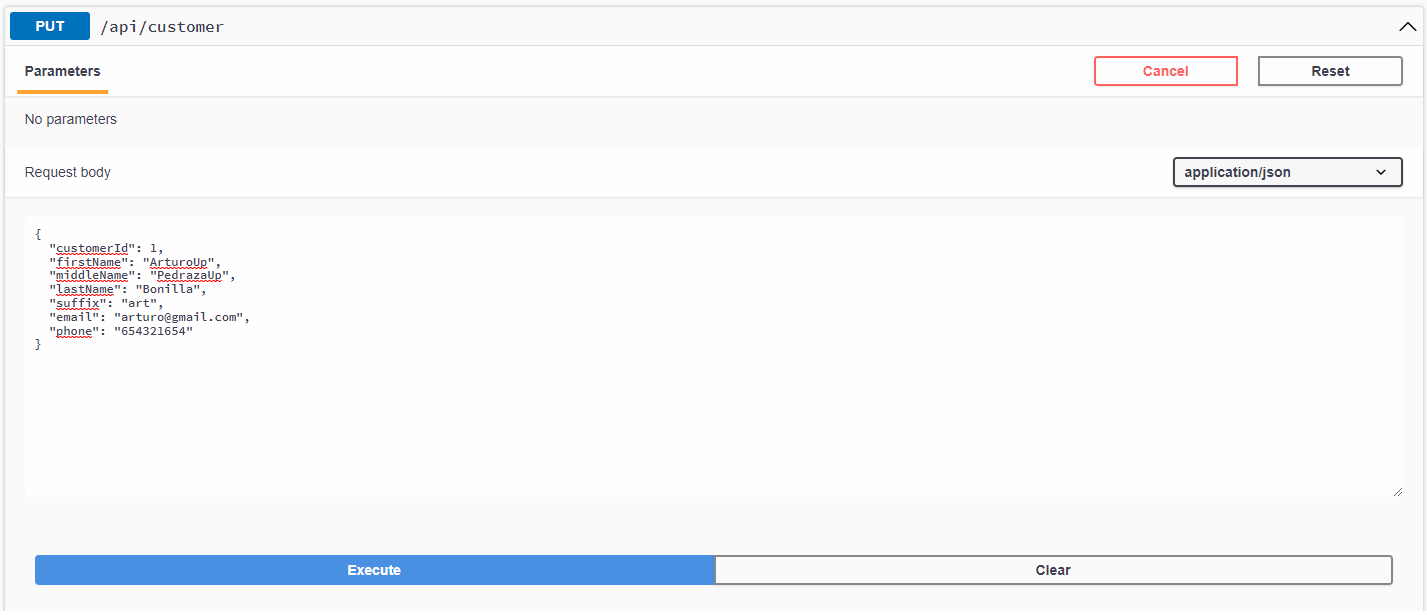 PUT /api/customer
Parameters
Cancel
Reset
No parameters
Request body
application/json
{
  "customerId": 1,
  "firstName": "ArturoUp",
  "middleName": "PedrazaUp",
  "lastName": "Bonilla",
  "suffix": "art",
  "email": "arturo@gmail.com",
  "phone": "654321654"
}
Execute
Clear